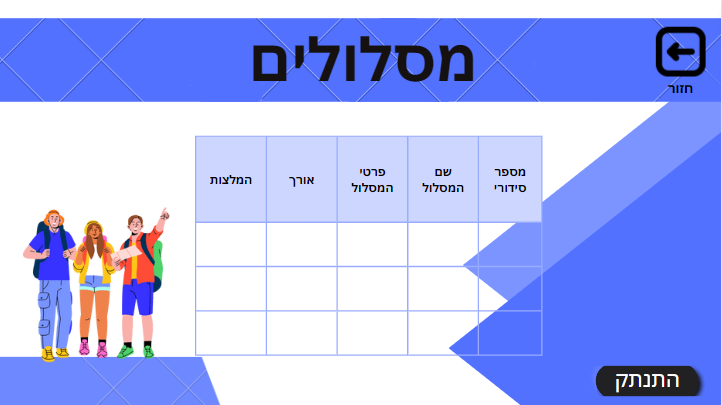 מסלולים
חזור
מספר
סידורי
שם
המסלול
פרטי
המסלול
אורך
המלצות
התנתק